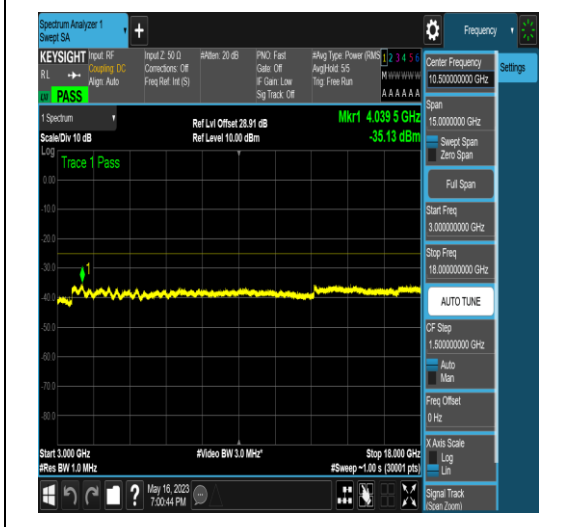 Spectrum Analyzer 1
Swept SA
+
Frequency
KEYSIGHT Input: RF
RL Coupling: DC
Align: Auto
PASS
Input Z: 50 Ω
Corrections: Off
Freq Ref: Int (S)
#Atten: 20 dB
PNO: Fast
Gate: Off
IF Gain: Low
Sig Track: Off
#Avg Type: Power (RMS)
Avg|Hold: 5/5
Trig: Free Run
1 2 3 4 5 6
M W W W W W
A A A A A A
1 Spectrum
Scale/Div 10 dB
Ref Lvl Offset 28.91 dB
Ref Level 10.00 dBm
Mkr1 4.039 5 GHz
-35.13 dBm
Log
Trace 1 Pass
0.00
-10.0
-20.0
-30.0
-40.0
-50.0
-60.0
-70.0
-80.0
1
Start 3.000 GHz
#Res BW 1.0 MHz
#Video BW 3.0 MHz*
Stop 18.000 GHz
#Sweep ~1.00 s (30001 pts)
May 16, 2023
7:00:44 PM
Settings
Center Frequency
10.500000000 GHz
Span
15.0000000 GHz
Swept Span
Zero Span
Full Span
Start Freq
3.000000000 GHz
Stop Freq
18.000000000 GHz
AUTO TUNE
CF Step
1.500000000 GHz
Auto
Man
Freq Offset
0 Hz
X Axis Scale
Log
Lin
Signal Track
(Span Zoom)